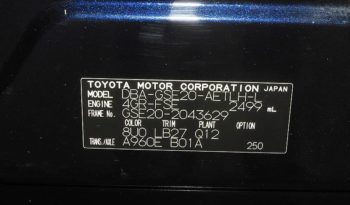 TOYOTA MOTOR CORPORATION JAPAN
MODEL DBA-GSE20-AETLH-L
ENGINE 4GR-FSE 2499 mL
FRAME No. GSE20-2043629
COLOR TRIM PLANT OPTION
8U0 LB27 Q12
TRANS./AXLE A960E B01A 250